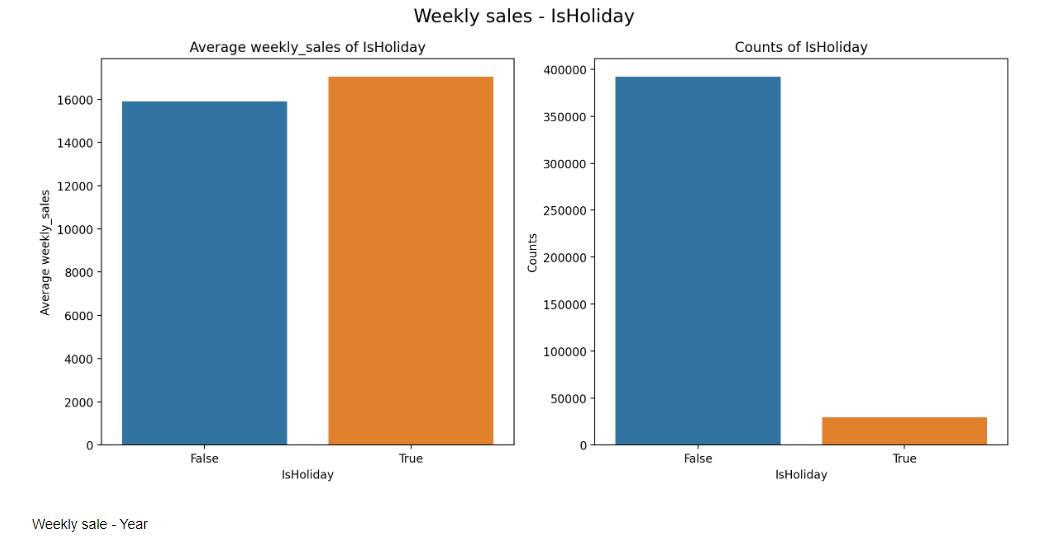 Weekly sales - IsHoliday
Average weekly_sales of IsHoliday
16000
14000
12000
10000
8000
6000
4000
2000
0
Average weekly_sales
False
True
IsHoliday
Counts of IsHoliday
400000
350000
300000
250000
200000
150000
100000
50000
0
Counts
False
True
IsHoliday
Weekly sale - Year